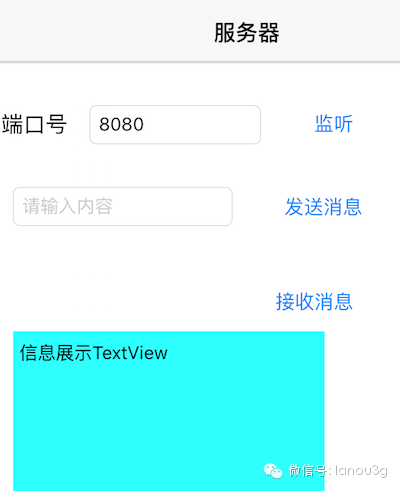 服务器
端口号 8080 监听
请输入内容 发送消息
接收消息
信息展示TextView
微信号: lanou3g